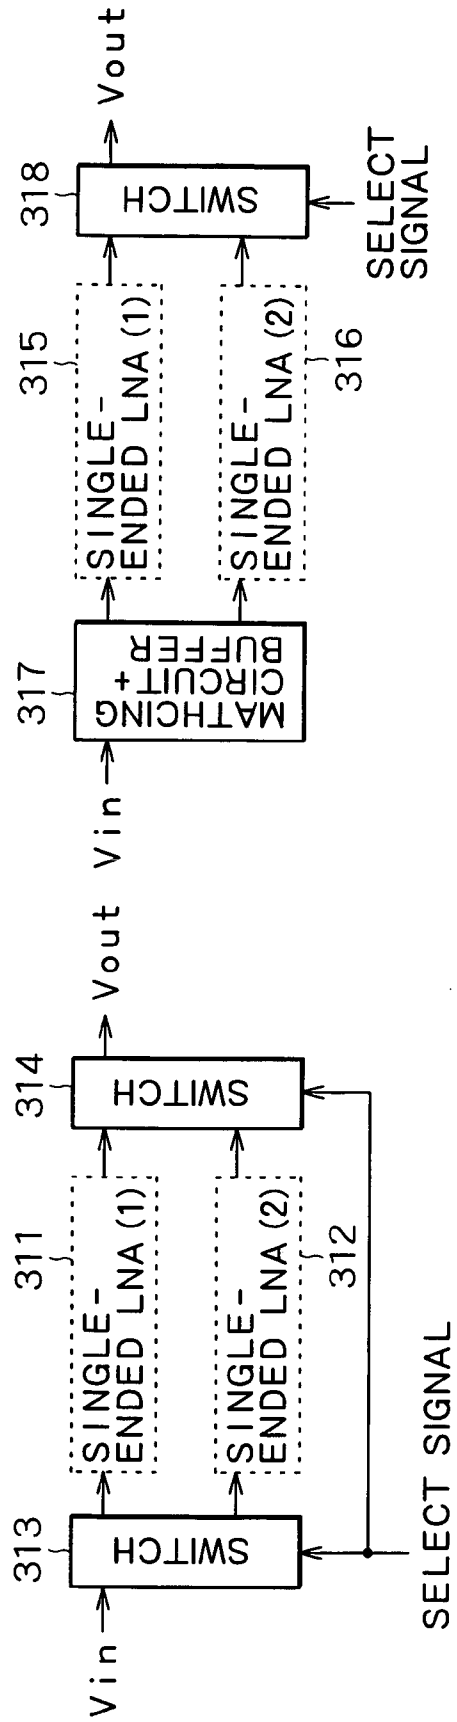 313
311
314
Vin
SWITCH
SINGLE-
ENDED LNA (1)
SINGLE-
ENDED LNA (2)
SWITCH
Vout
312
SELECT SIGNAL
317
315
318
Vin
MATHCING
CIRCUIT+
BUFFER
SINGLE-
ENDED LNA (1)
SINGLE-
ENDED LNA (2)
SWITCH
Vout
316
SELECT
SIGNAL